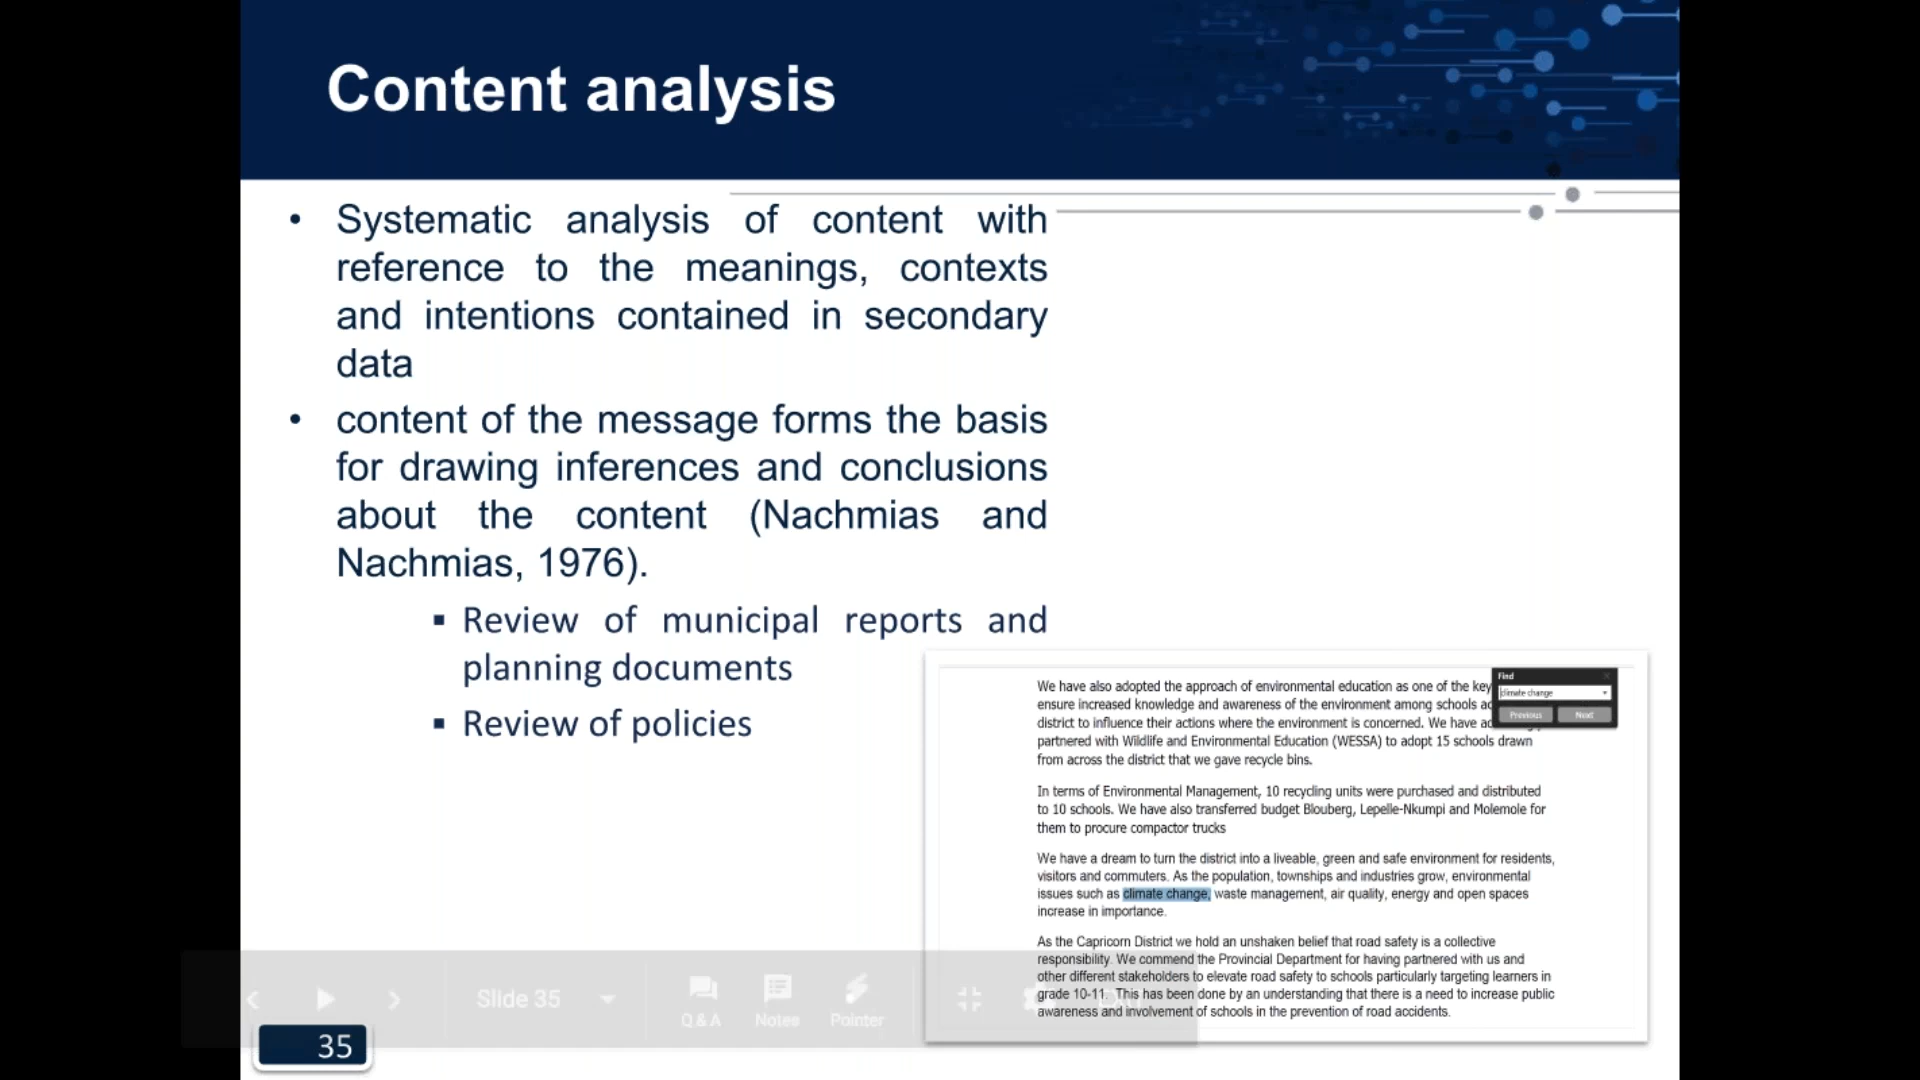 Content analysis
• Systematic analysis of content with
reference to the meanings, contexts
and intentions contained in secondary
data
• content of the message forms the basis
for drawing inferences and conclusions
about the content (Nachmias and
Nachmias, 1976).
▪ Review of municipal reports and
planning documents
▪ Review of policies
We have also adopted the approach of environmental education as one of the key
ensure increased knowledge and awareness of the environment among schools
district to influence their actions where the environment is concerned. We have
partnered with Wildlife and Environmental Education (WESSA) to adopt 15 schools drawn
from across the district that we gave recycle bins.
Find
climate change
Previous Next
In terms of Environmental Management, 10 recycling units were purchased and distributed
to 10 schools. We have also transferred budget Blouberg, Lepelle-Nkumpi and Molemole for
them to procure compactor trucks
We have a dream to turn the district into a liveable, green and safe environment for residents,
visitors and commuters. As the population, townships and industries grow, environmental
issues such as climate change, waste management, air quality, energy and open spaces
increase in importance.
As the Capricorn District we hold an unshaken belief that road safety is a collective
responsibility. We commend the Provincial Department for having partnered with us and
other different stakeholders to elevate road safety to schools particularly targeting learners in
grade 10-11. This has been done by an understanding that there is a need to increase public
awareness and involvement of schools in the prevention of road accidents.
Slide 35
Q & A Notes Pointer
35